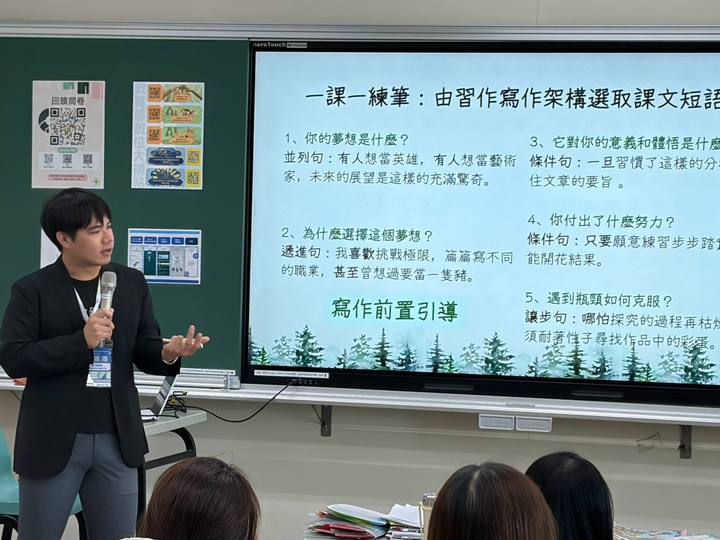 AeroTouch
回饋問卷
一課一練筆：由習作寫作架構選取課文短語
1、你的夢想是什麼？
並列句：有人想當英雄，有人想當藝術
家，未來的展望是這樣的充滿驚奇。
2、為什麼選擇這個夢想？
遞進句：我喜歡挑戰極限，篇篇寫不同
的職業，甚至曾想過要當一隻豬。
寫作前置引導
3、它對你的意義和體悟是什麼
條件句：一旦習慣了這樣的分
住文章的要旨。
4、你付出了什麼努力？
條件句：只要願意練習步步踏實
能開花結果。
5、遇到瓶頸如何克服？
讓步句：哪怕探究的過程再枯燥
須耐著性子尋找作品中的彩蛋。